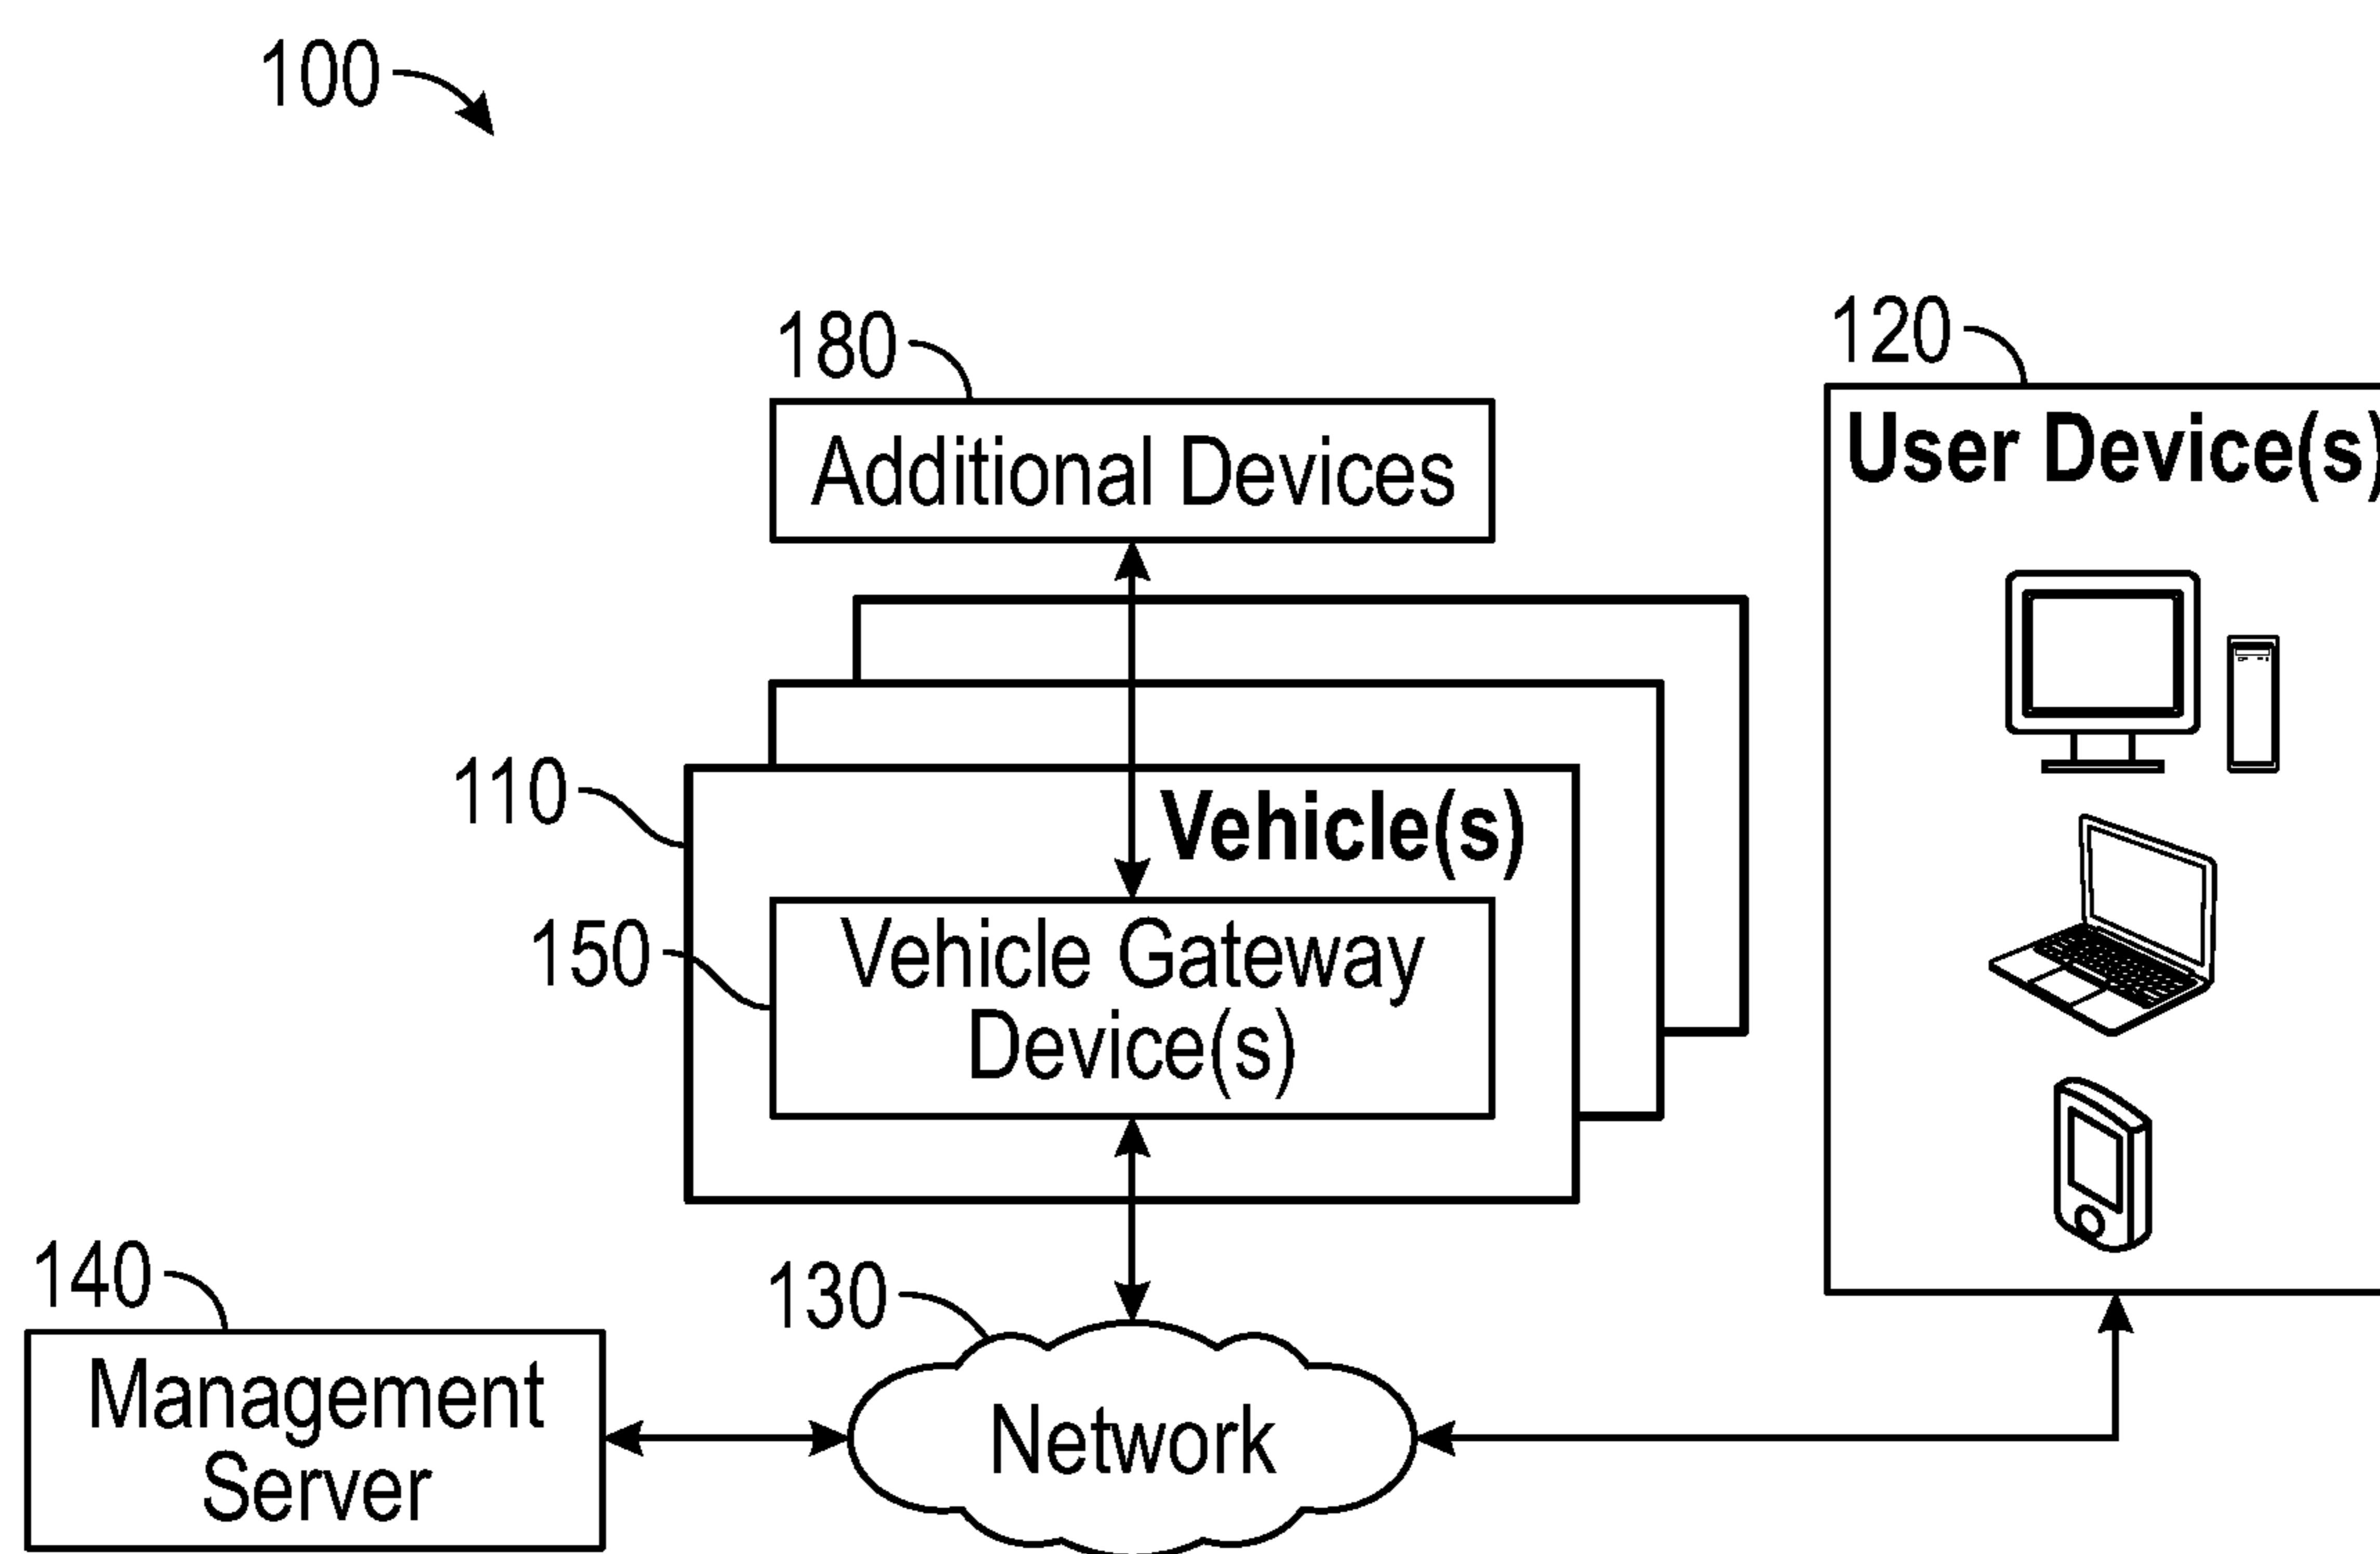 100
180
Additional Devices
120
User Device(s)
110
Vehicle(s)
150
Vehicle Gateway
Device(s)
140
Management
Server
130
Network